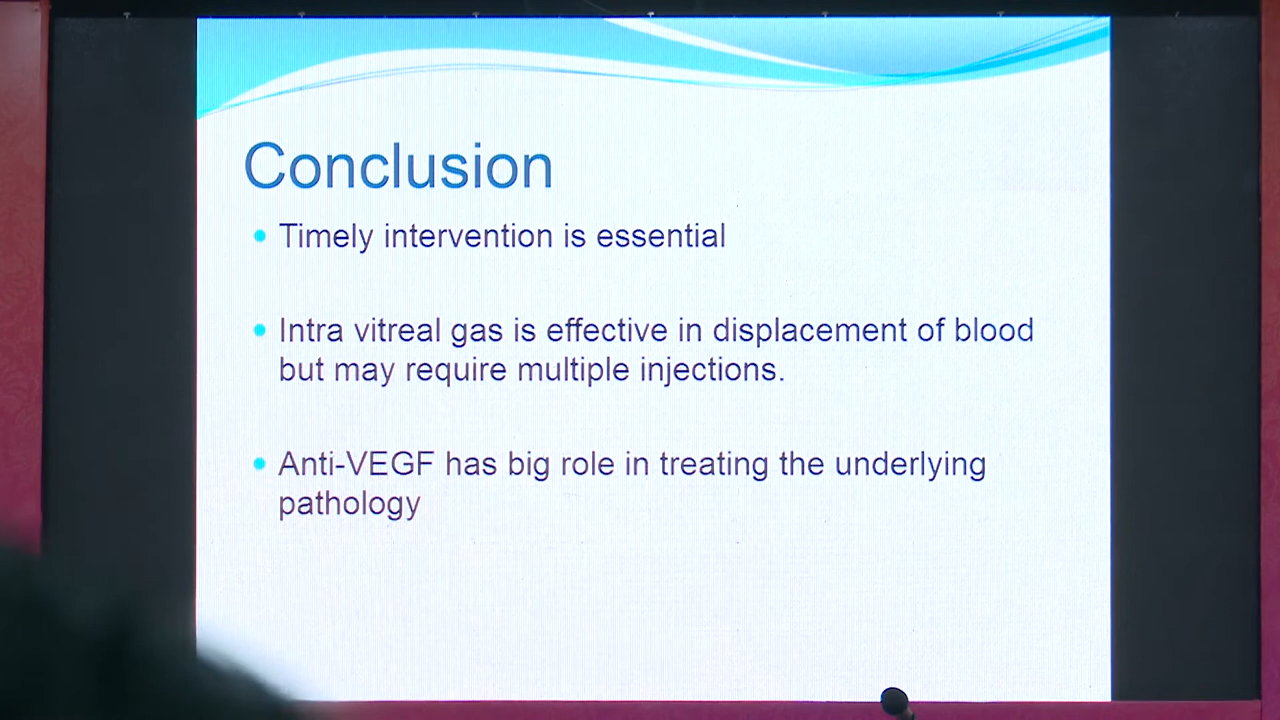 Conclusion
• Timely intervention is essential
• Intra vitreal gas is effective in displacement of blood
but may require multiple injections.
• Anti-VEGF has big role in treating the underlying
pathology